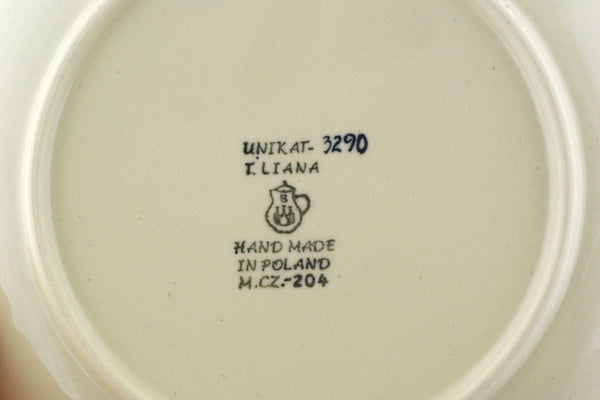 UNIKAT- 3290
T. LIANA
B
HAND MADE
IN POLAND
M.CZ.-204